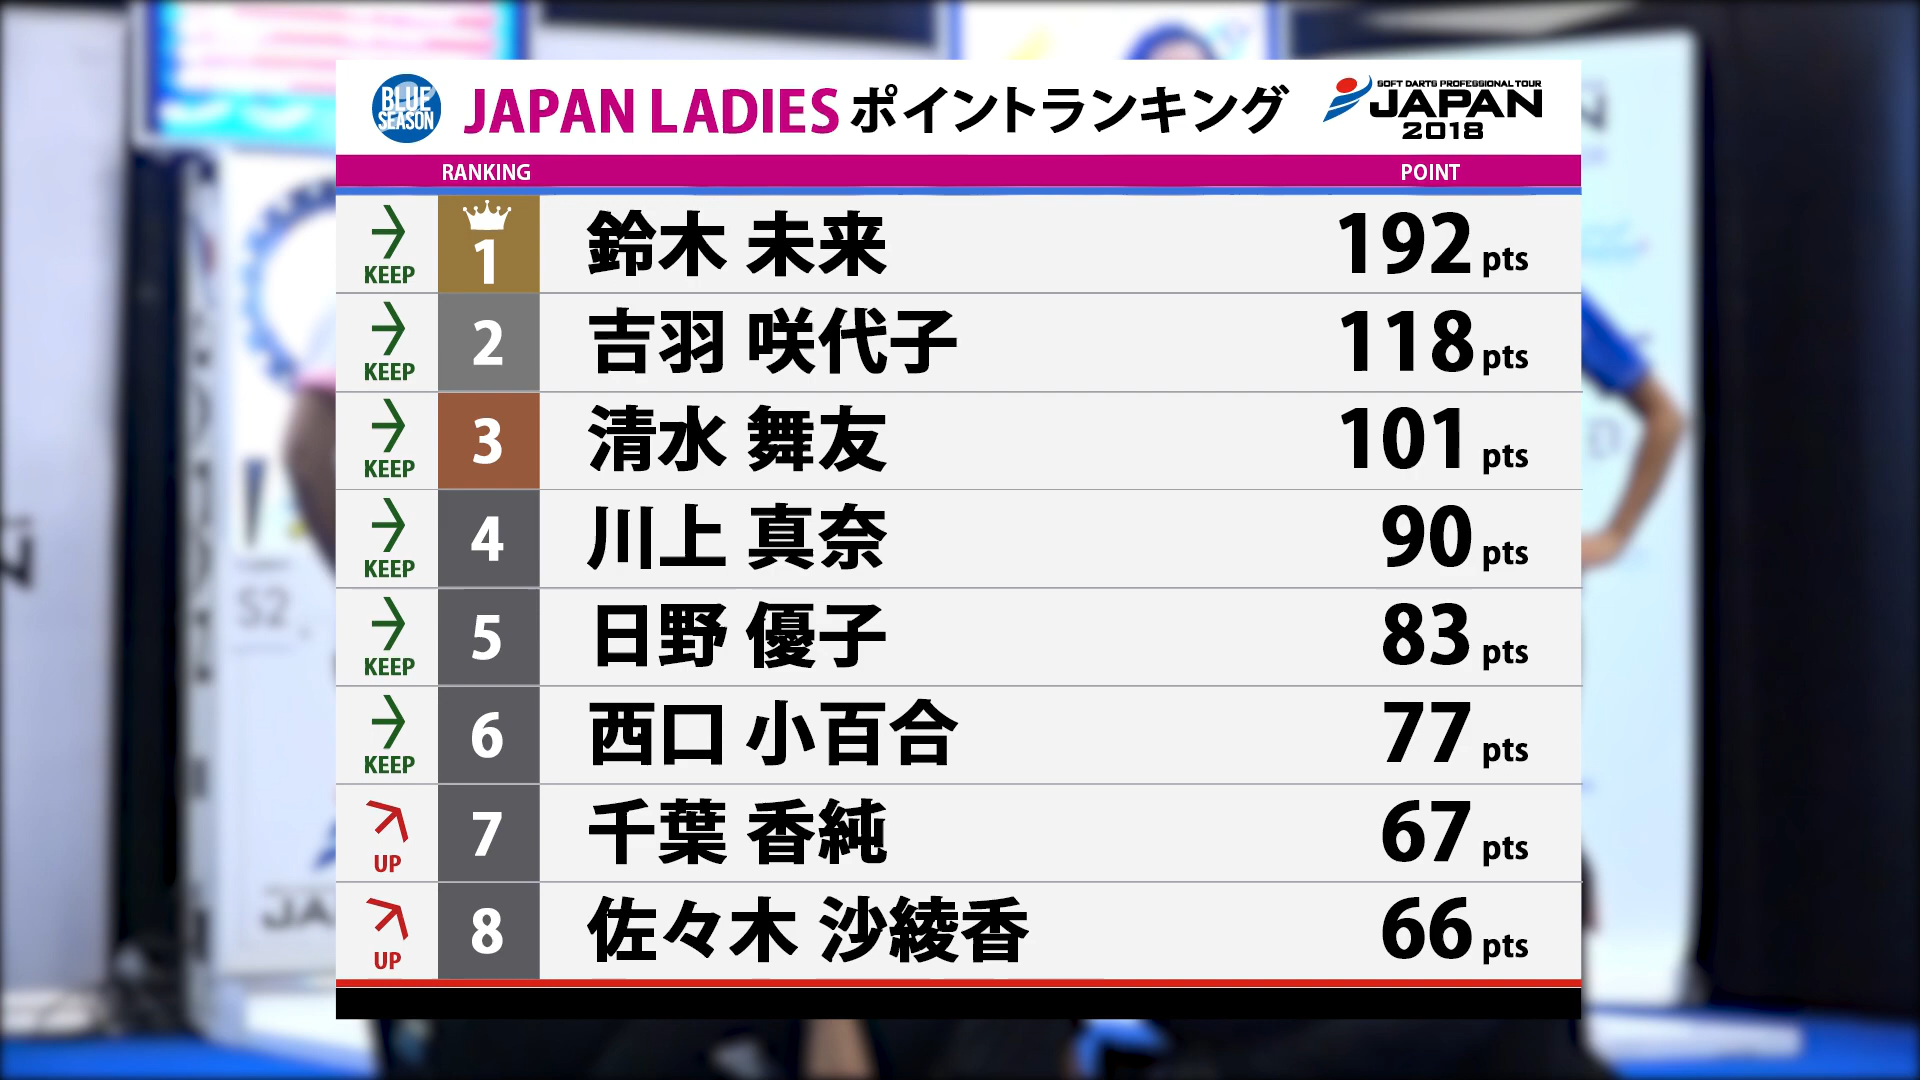 BLUE SEASON
JAPAN LADIES ポイントランキング
SOFT DARTS PROFESSIONAL TOUR
JAPAN
2018
RANKING POINT
KEEP 1 鈴木 未来 192 pts
KEEP 2 吉羽 咲代子 118 pts
KEEP 3 清水 舞友 101 pts
KEEP 4 川上 真奈 90 pts
KEEP 5 日野 優子 83 pts
KEEP 6 西口 小百合 77 pts
UP 7 千葉 香純 67 pts
UP 8 佐々木 沙綾香 66 pts
S2
JA